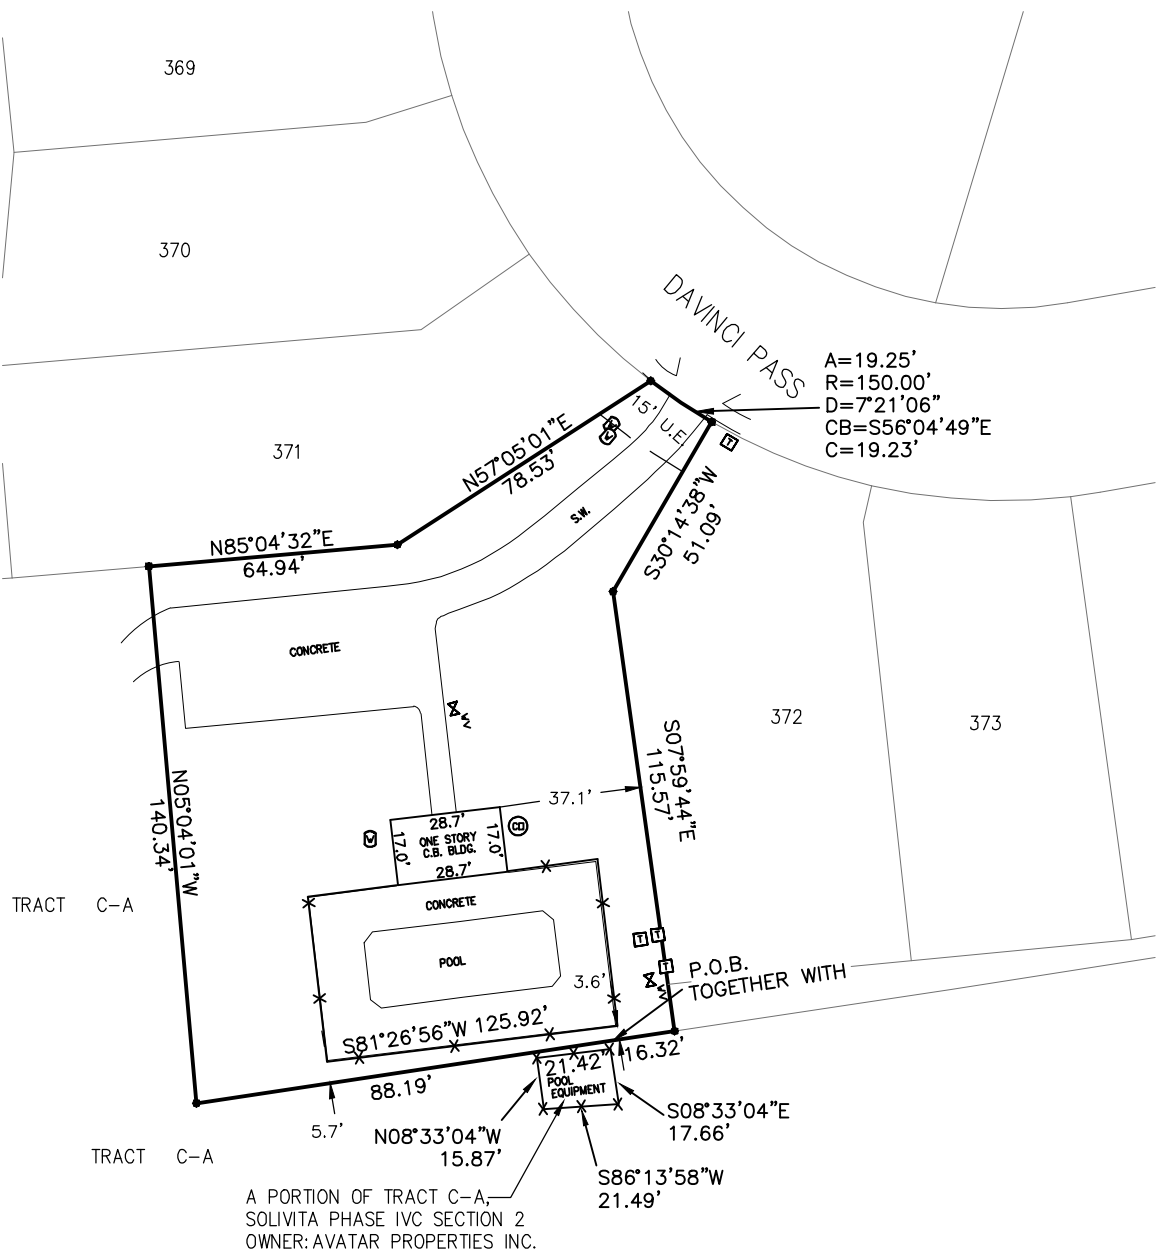 369
370
371
DAVINCI PASS
A=19.25'
R=150.00'
D=7°21'06"
CB=S56°04'49"E
C=19.23'
15'
U.E.
T
N57°05'01"E
78.53'
S.W.
S30°14'38"W
51.09'
N85°04'32"E
64.94'
CONCRETE
372
373
S07°59'44"E
115.57'
N05°04'01"W
140.34'
37.1'
28.7'
17.0'
ONE STORY
C.B. BLDG.
17.0'
28.7'
CO
TRACT C-A
CONCRETE
POOL
3.6'
T
T
T
P.O.B.
TOGETHER WITH
S81°26'56"W 125.92'
88.19'
21.42'
16.32'
POOL
EQUIPMENT
5.7'
N08°33'04"W
15.87'
S08°33'04"E
17.66'
S86°13'58"W
21.49'
TRACT C-A
A PORTION OF TRACT C-A,
SOLIVITA PHASE IVC SECTION 2
OWNER: AVATAR PROPERTIES INC.